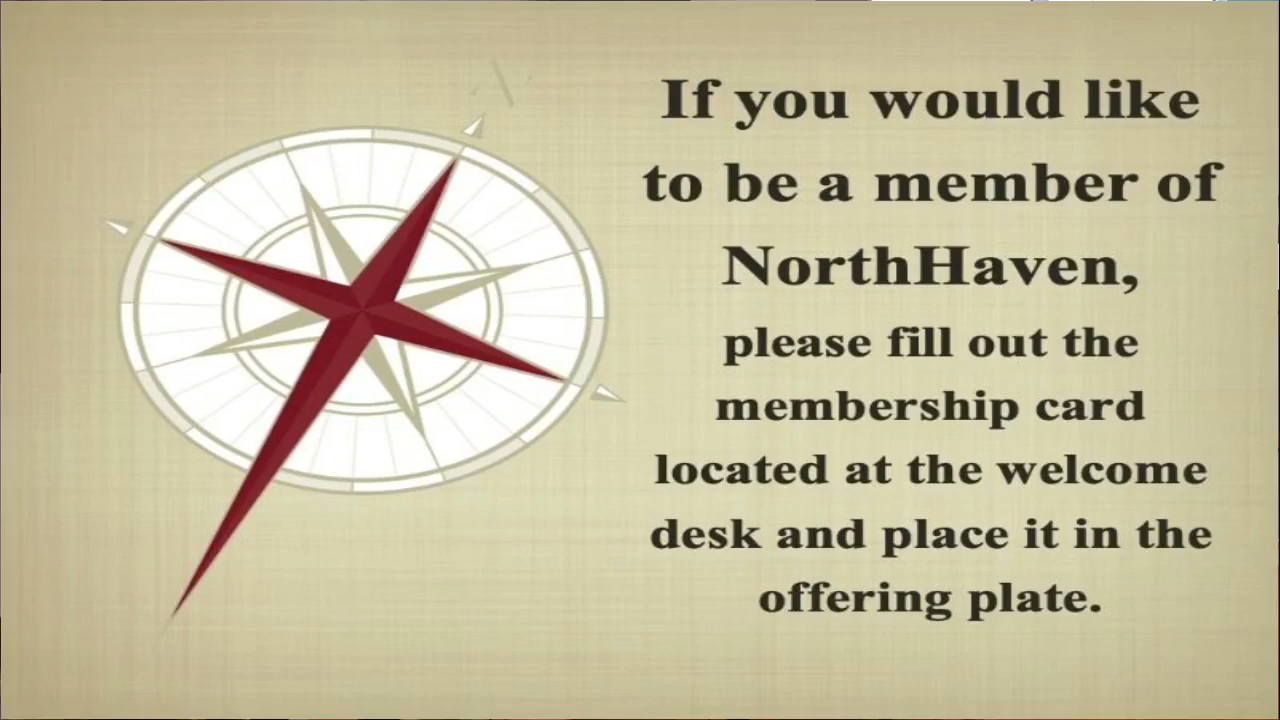 If you would like
to be a member of
NorthHaven,
please fill out the
membership card
located at the welcome
desk and place it in the
offering plate.